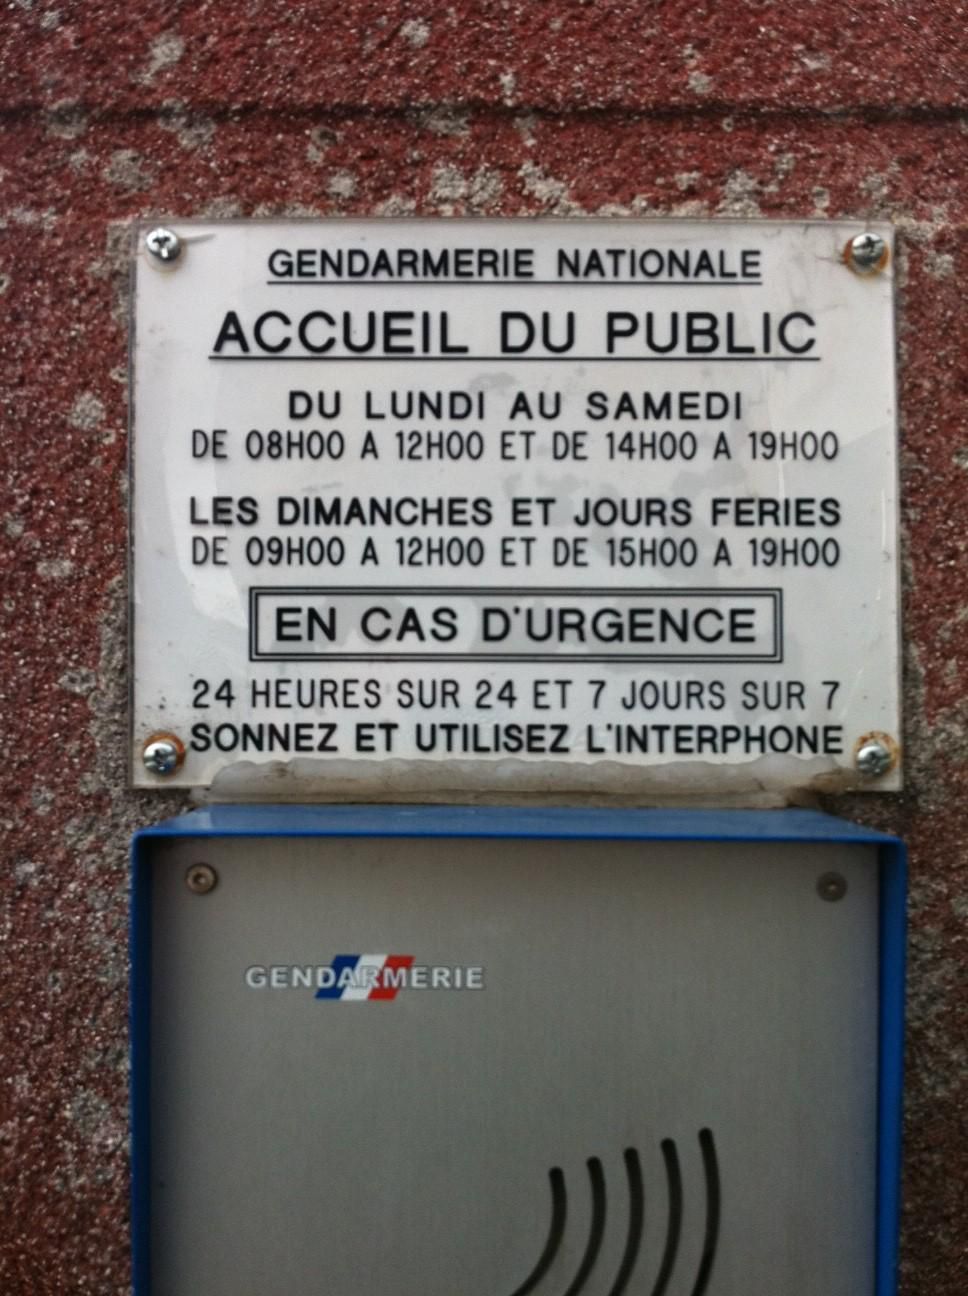 GENDARMERIE NATIONALE
ACCUEIL DU PUBLIC
DU LUNDI AU SAMEDI
DE 08H00 A 12H00 ET DE 14H00 A 19H00
LES DIMANCHES ET JOURS FERIES
DE 09H00 A 12H00 ET DE 15H00 A 19H00
EN CAS D'URGENCE
24 HEURES SUR 24 ET 7 JOURS SUR 7
SONNEZ ET UTILISEZ L'INTERPHONE
GENDARMERIE